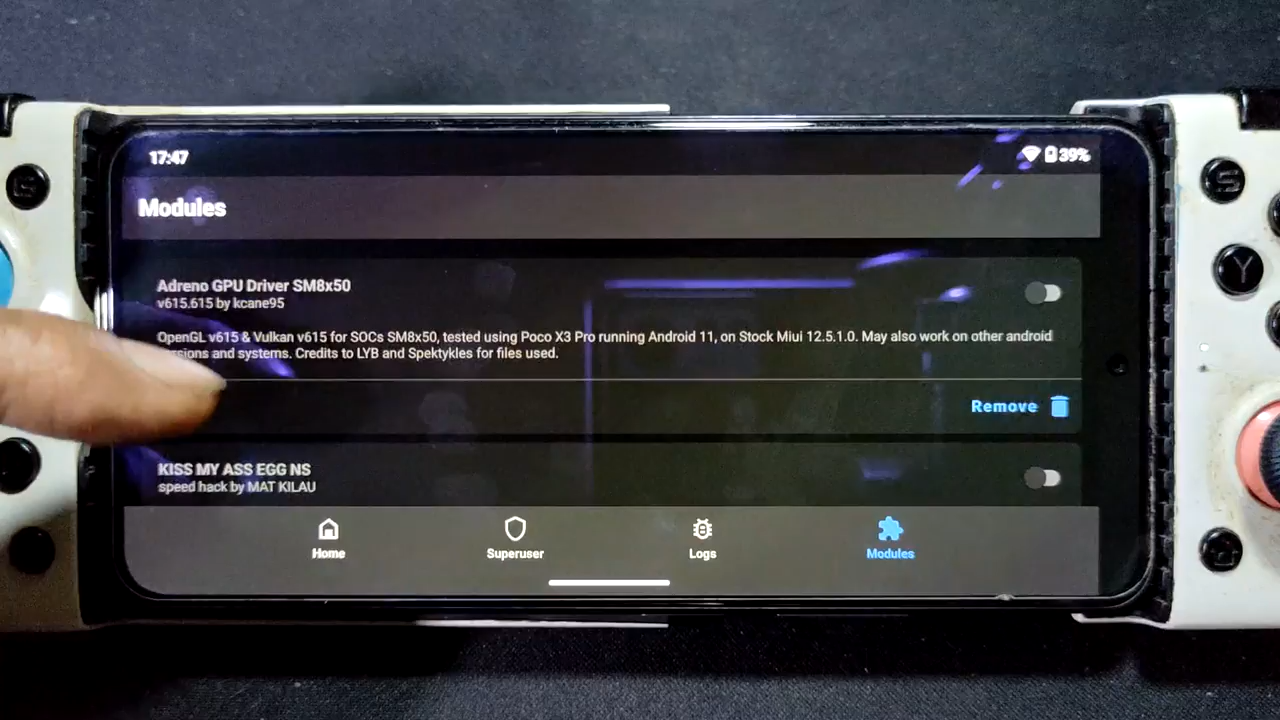 17:47
39%
Modules
Adreno GPU Driver SM8x50
v615.615 by kcane95
OpenGL v615 & Vulkan v615 for SOCs SM8x50, tested using Poco X3 Pro running Android 11, on Stock Miui 12.5.1.0. May also work on other android
and systems. Credits to LYB and Spektykles for files used.
Remove
KISS MY ASS EGG NS
speed hack by MAT KILAU
Home
Superuser
Logs
Modules
S
Y